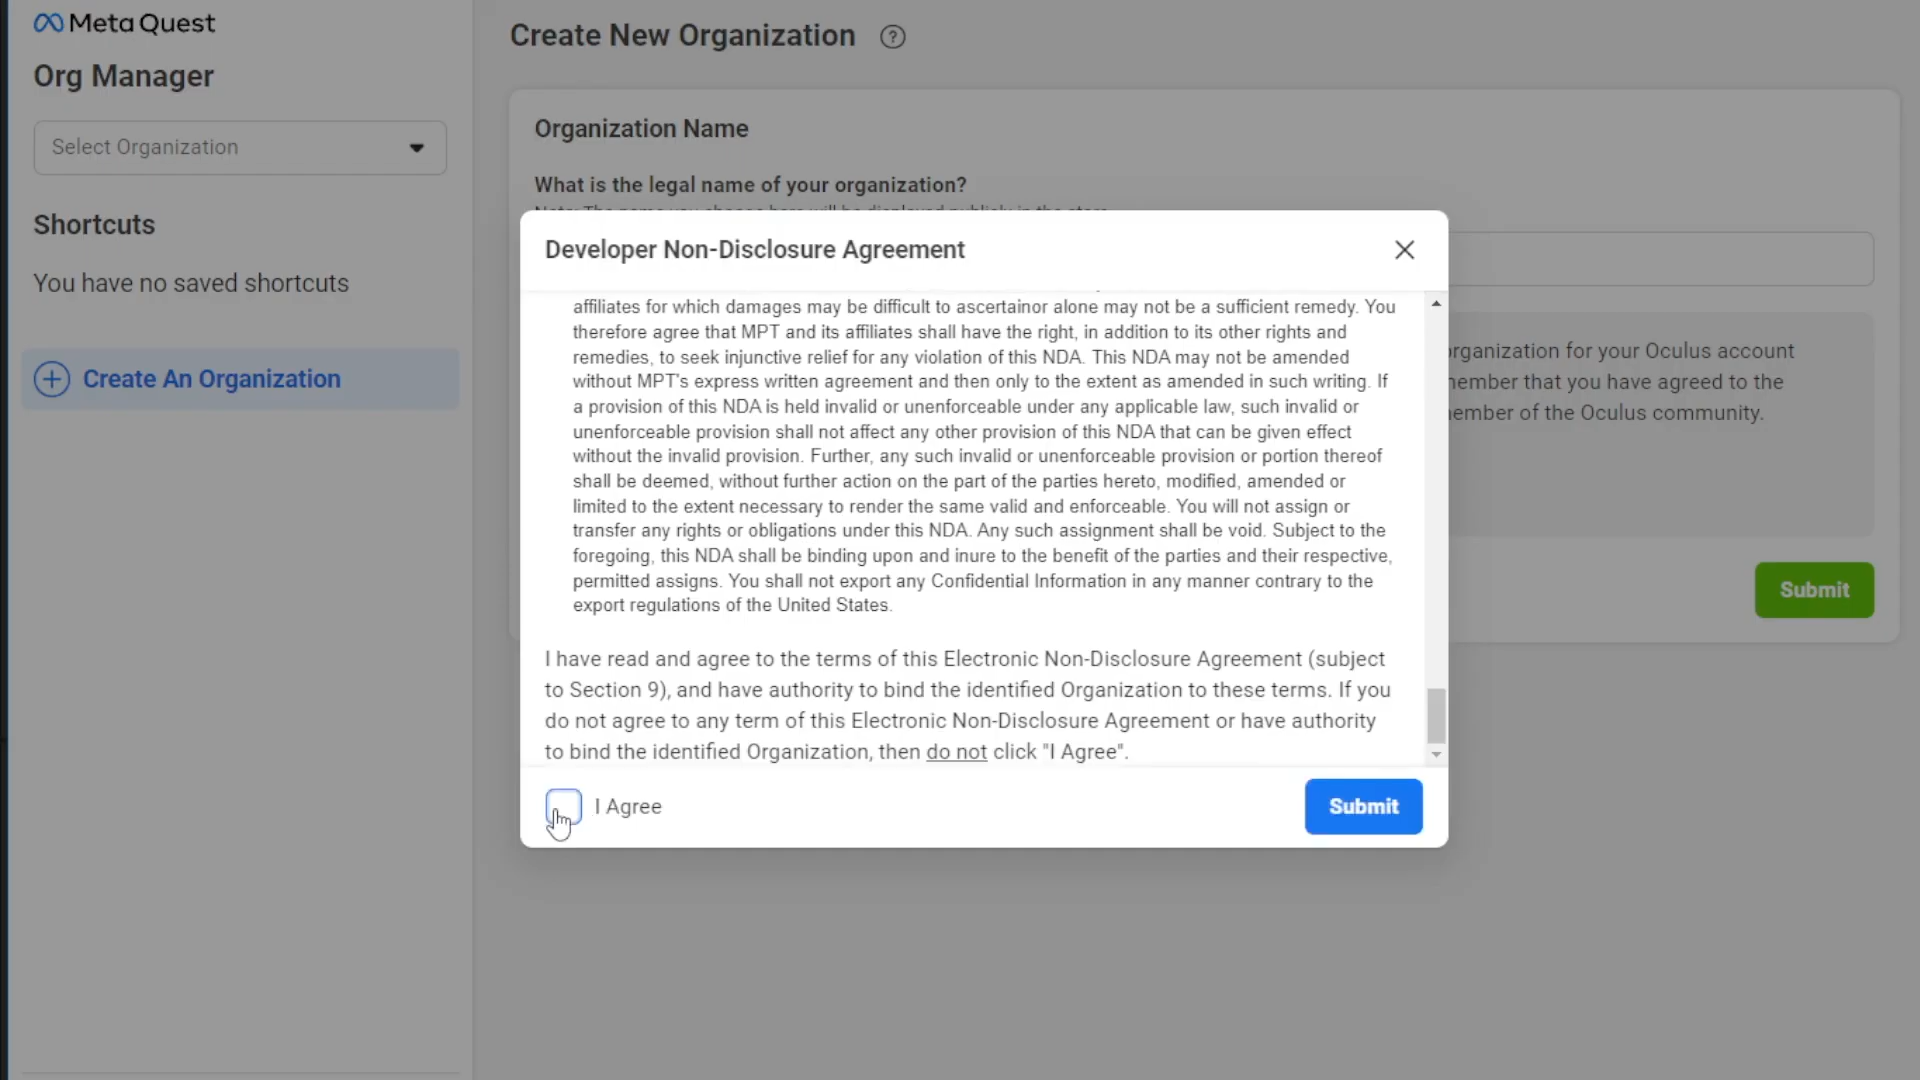 Meta Quest
Org Manager
Select Organization
Shortcuts
You have no saved shortcuts
Create An Organization
Create New Organization ?
Organization Name
What is the legal name of your organization?
Note: The name you choose here will be displayed publicly in the store.
Developer Non-Disclosure Agreement
affiliates for which damages may be difficult to ascertainor alone may not be a sufficient remedy. You
therefore agree that MPT and its affiliates shall have the right, in addition to its other rights and
remedies, to seek injunctive relief for any violation of this NDA. This NDA may not be amended
without MPT's express written agreement and then only to the extent as amended in such writing. If
a provision of this NDA is held invalid or unenforceable under any applicable law, such invalid or
unenforceable provision shall not affect any other provision of this NDA that can be given effect
without the invalid provision. Further, any such invalid or unenforceable provision or portion thereof
shall be deemed, without further action on the part of the parties hereto, modified, amended or
limited to the extent necessary to render the same valid and enforceable. You will not assign or
transfer any rights or obligations under this NDA. Any such assignment shall be void. Subject to the
foregoing, this NDA shall be binding upon and inure to the benefit of the parties and their respective,
permitted assigns. You shall not export any Confidential Information in any manner contrary to the
export regulations of the United States.
I have read and agree to the terms of this Electronic Non-Disclosure Agreement (subject
to Section 9), and have authority to bind the identified Organization to these terms. If you
do not agree to any term of this Electronic Non-Disclosure Agreement or have authority
to bind the identified Organization, then do not click "I Agree".
I Agree
Submit
organization for your Oculus account
member that you have agreed to the
member of the Oculus community.
Submit